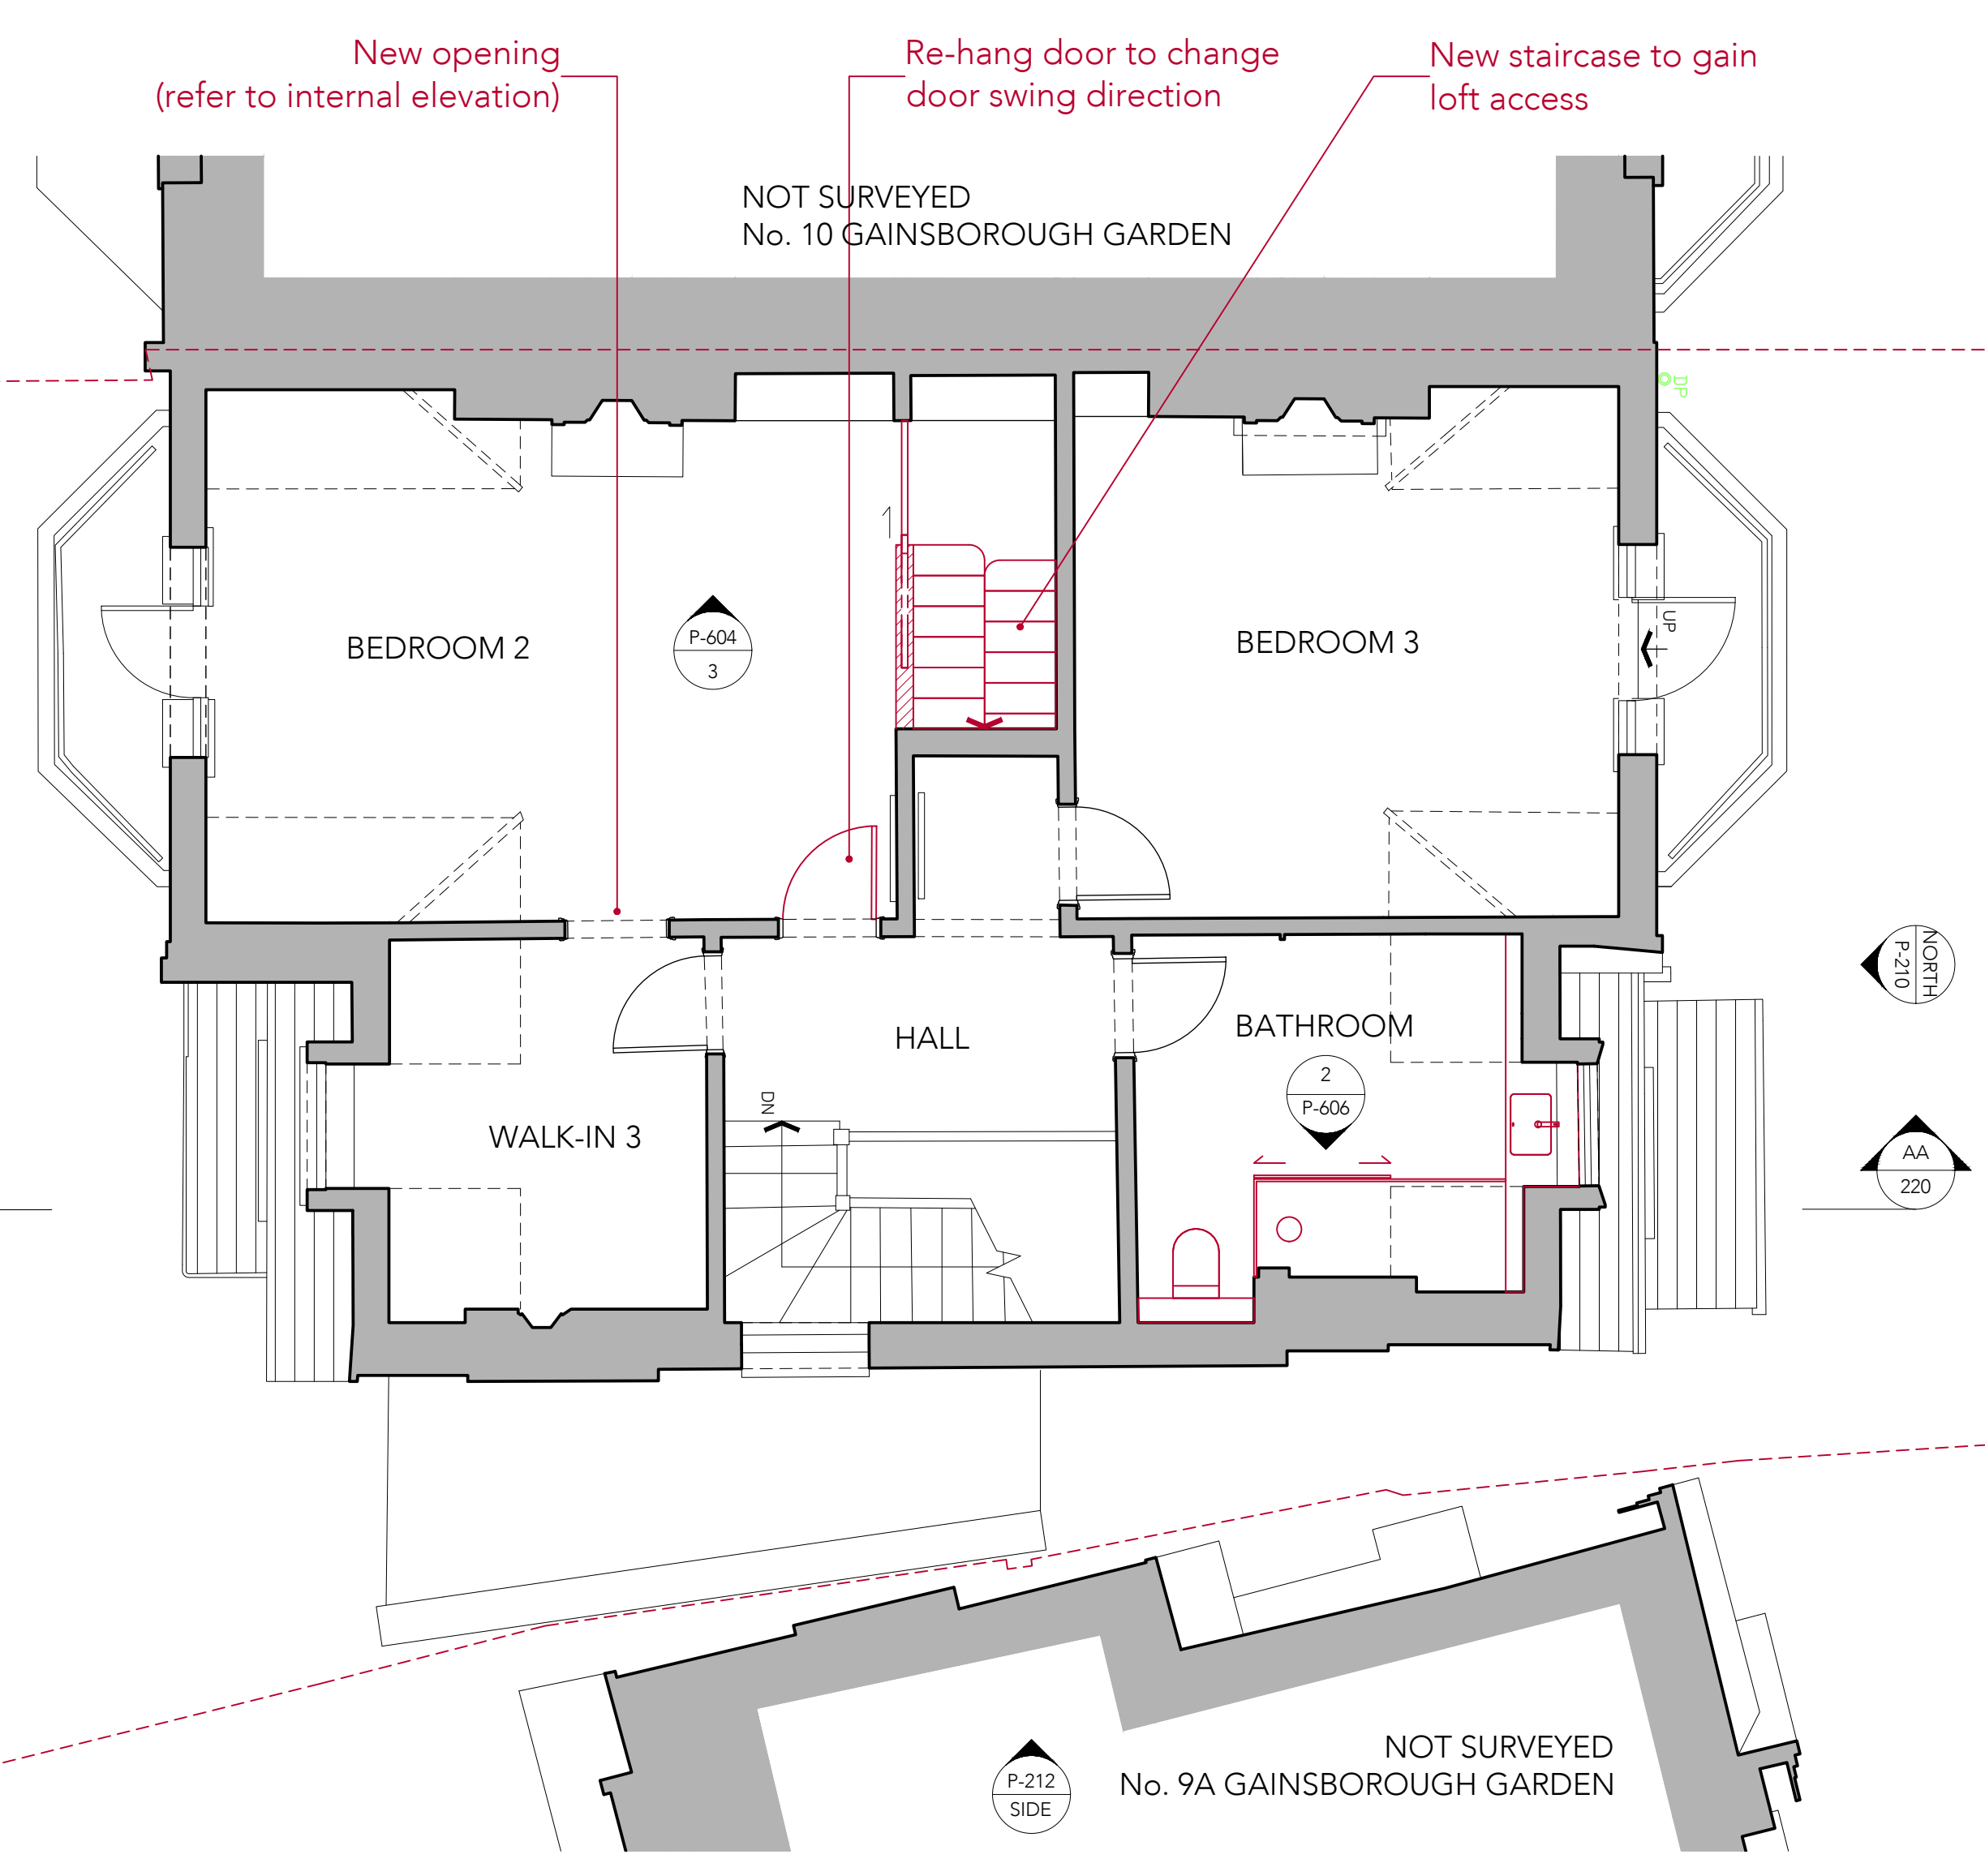 New opening
(refer to internal elevation)
Re-hang door to change
door swing direction
New staircase to gain
loft access
NOT SURVEYED
No. 10 GAINSBOROUGH GARDEN
DP
BEDROOM 2
P-604
3
BEDROOM 3
UP
NORTH
P-210
HALL
BATHROOM
2
P-606
DN
WALK-IN 3
AA
220
NOT SURVEYED
No. 9A GAINSBOROUGH GARDEN
P-212
SIDE